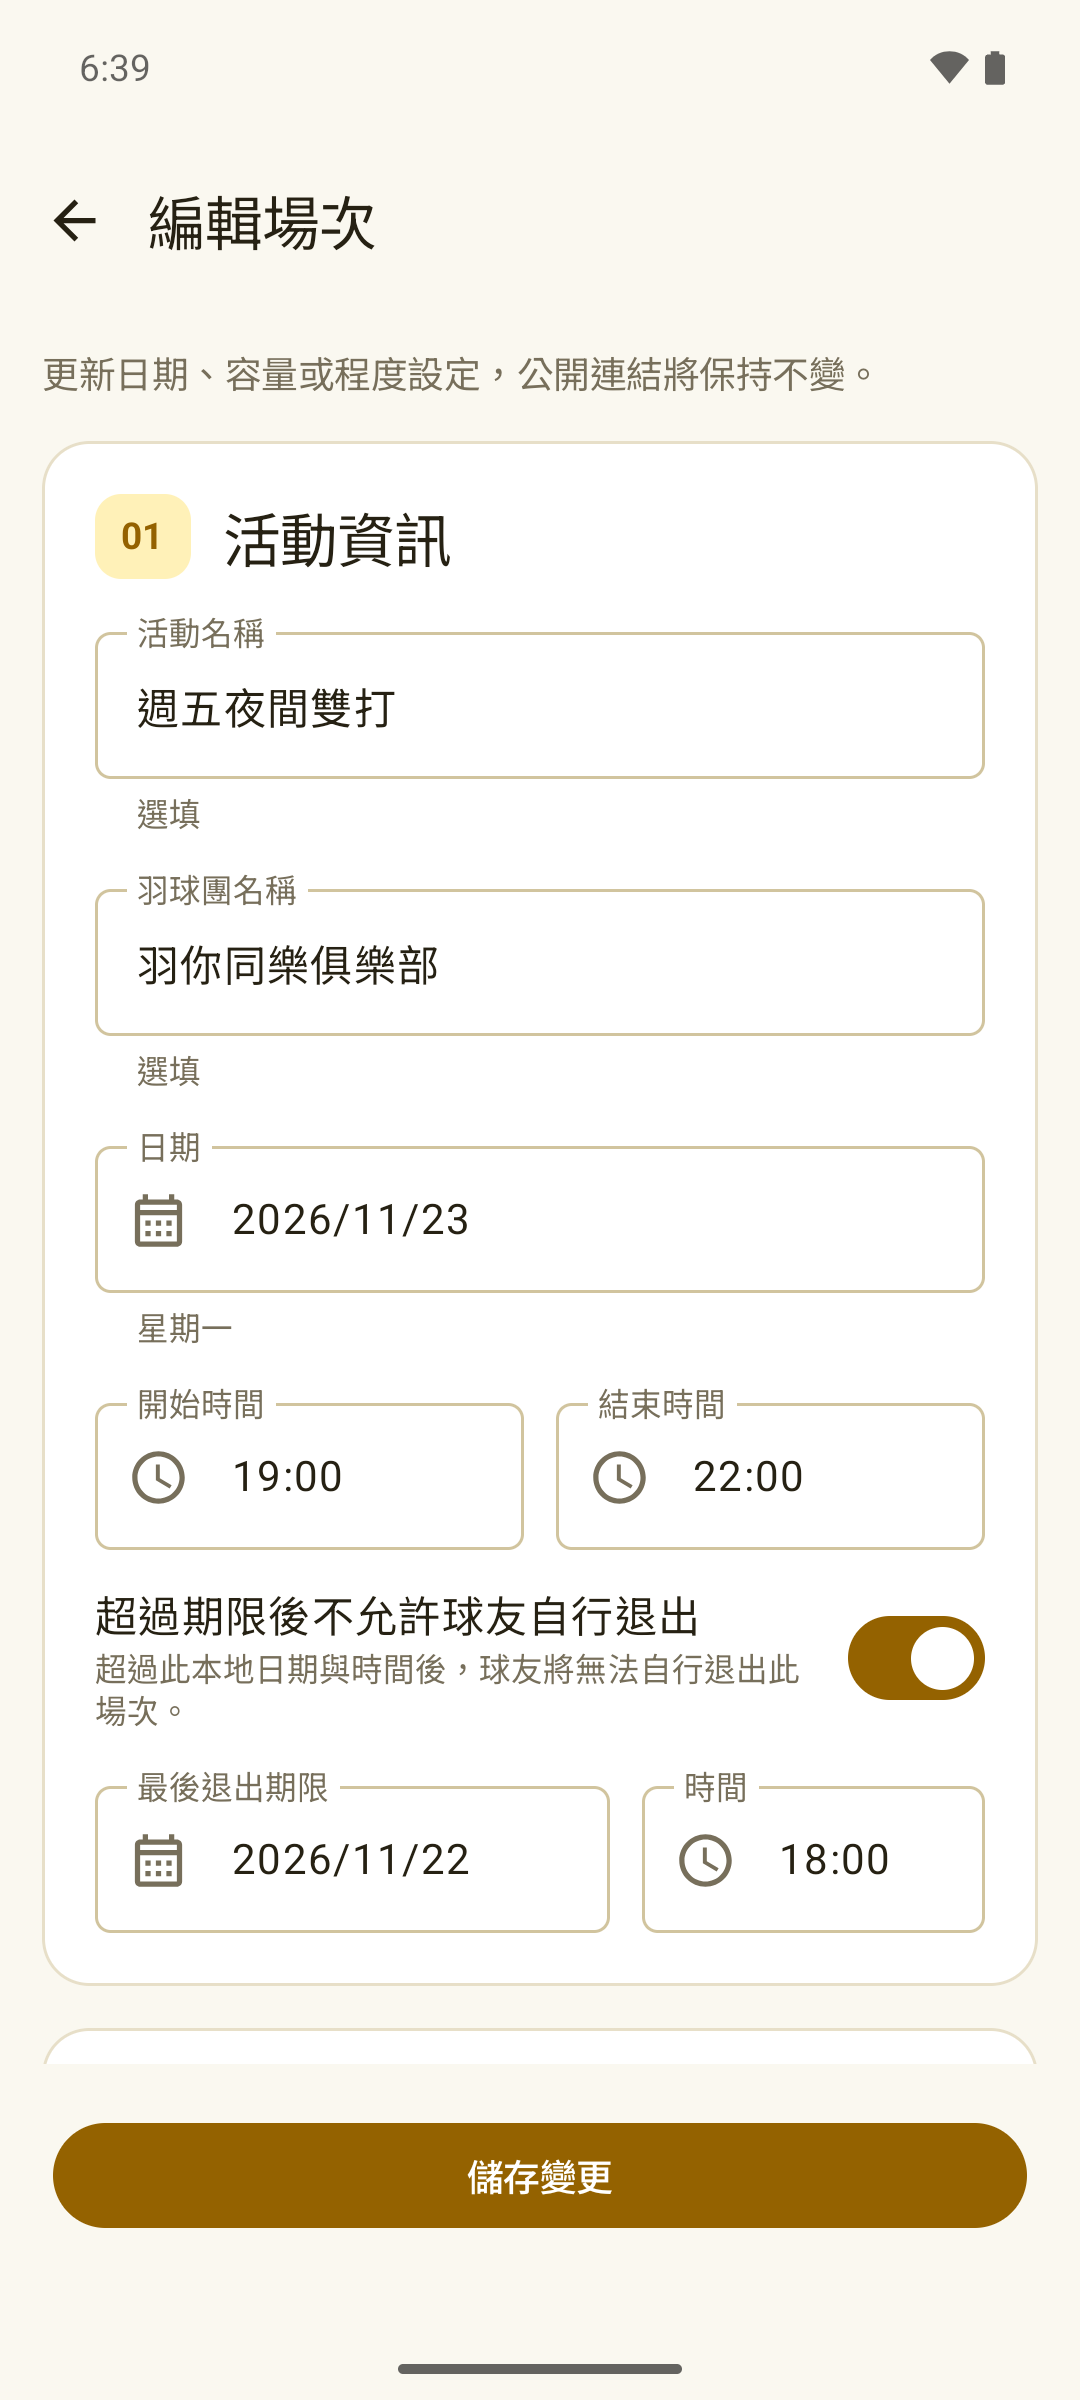 6:39
編輯場次
更新日期、容量或程度設定，公開連結將保持不變。
01
活動資訊
活動名稱
週五夜間雙打
選填
羽球團名稱
羽你同樂俱樂部
選填
日期
2026/11/23
星期一
開始時間
19:00
結束時間
22:00
超過期限後不允許球友自行退出
超過此本地日期與時間後，球友將無法自行退出此
場次。
最後退出期限
2026/11/22
時間
18:00
儲存變更